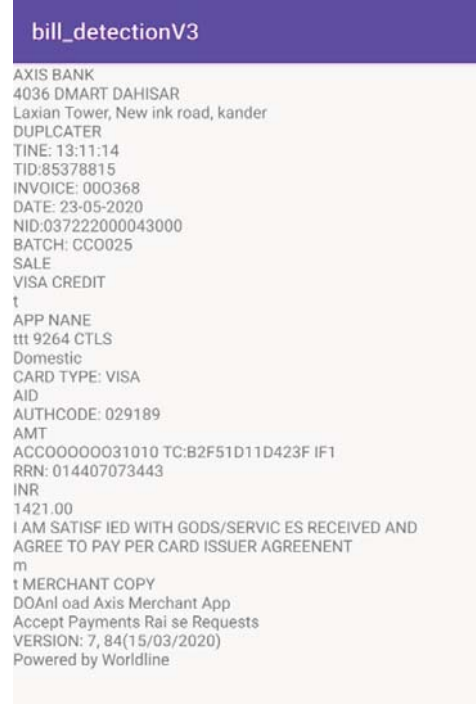 bill_detectionV3
AXIS BANK
4036 DMART DAHISAR
Laxian Tower, New ink road, kander
DUPLCATER
TINE: 13:11:14
TID:85378815
INVOICE: 00O368
DATE: 23-05-2020
NID:037222000043000
BATCH: CCO025
SALE
VISA CREDIT
t
APP NANE
ttt 9264 CTLS
Domestic
CARD TYPE: VISA
AID
AUTHCODE: 029189
AMT
ACCOOOOOO31010 TC:B2F51D11D423F IF1
RRN: 014407073443
INR
1421.00
I AM SATISF IED WITH GODS/SERVIC ES RECEIVED AND
AGREE TO PAY PER CARD ISSUER AGREENENT
m
t MERCHANT COPY
DOAnl oad Axis Merchant App
Accept Payments Rai se Requests
VERSION: 7, 84(15/03/2020)
Powered by Worldline